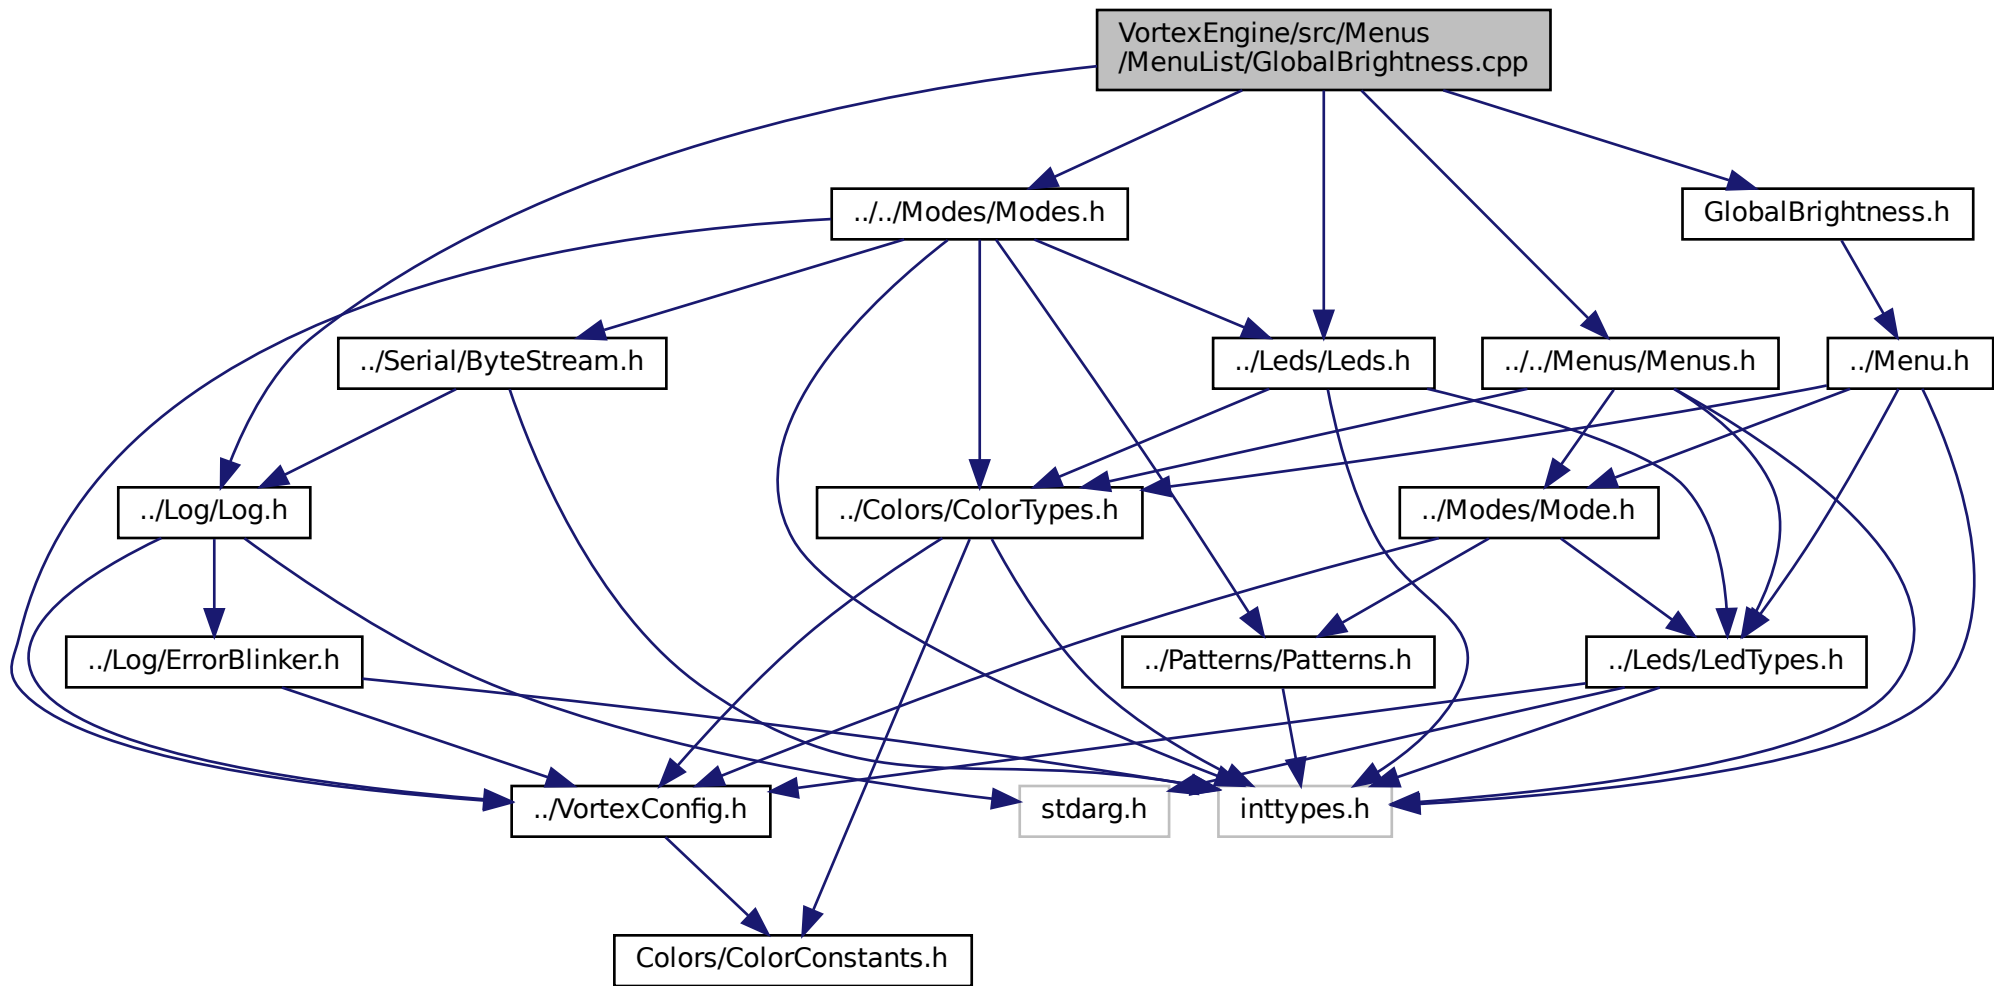 VortexEngine/src/Menus
/MenuList/GlobalBrightness.cpp
../../Modes/Modes.h
GlobalBrightness.h
../Serial/ByteStream.h
../Leds/Leds.h
../../Menus/Menus.h
../Menu.h
../Log/Log.h
../Colors/ColorTypes.h
../Modes/Mode.h
../Log/ErrorBlinker.h
../Patterns/Patterns.h
../Leds/LedTypes.h
../VortexConfig.h
stdarg.h
inttypes.h
Colors/ColorConstants.h